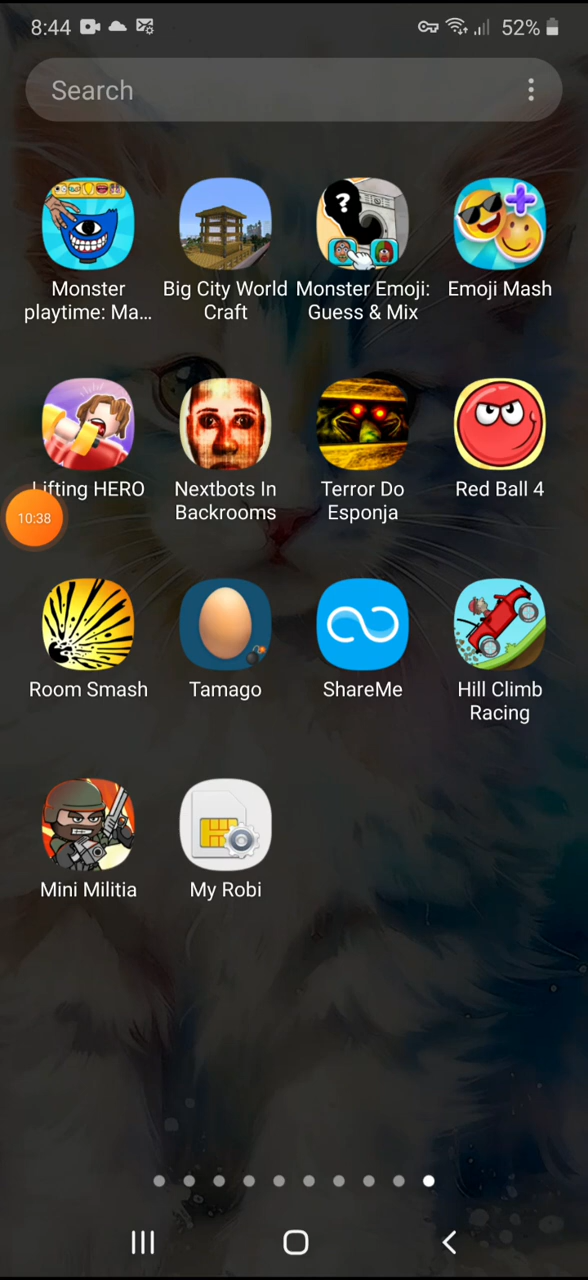 8:44
52%
Search
?
Monster
playtime: Ma...
Big City World
Craft
Monster Emoji:
Guess & Mix
Emoji Mash
Lifting HERO
Nextbots In
Backrooms
Terror Do
Esponja
Red Ball 4
10:38
Room Smash
Tamago
ShareMe
Hill Climb
Racing
Mini Militia
My Robi